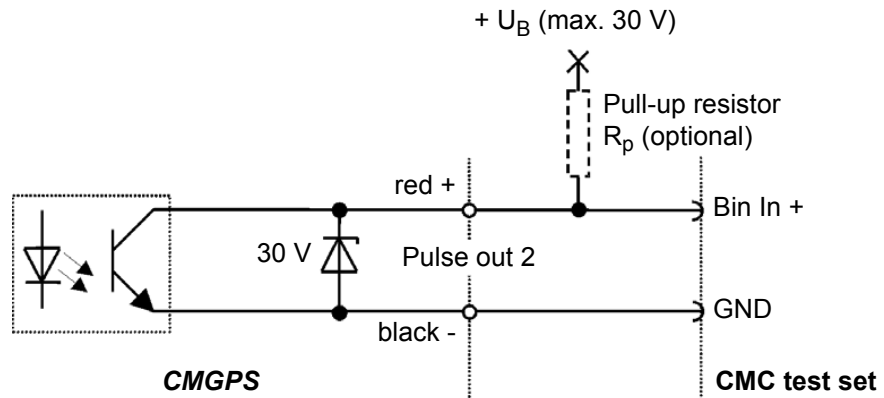 + U_B (max. 30 V)
Pull-up resistor
R_p (optional)
red +
Bin In +
30 V
Pulse out 2
GND
black -
CMGPS
CMC test set